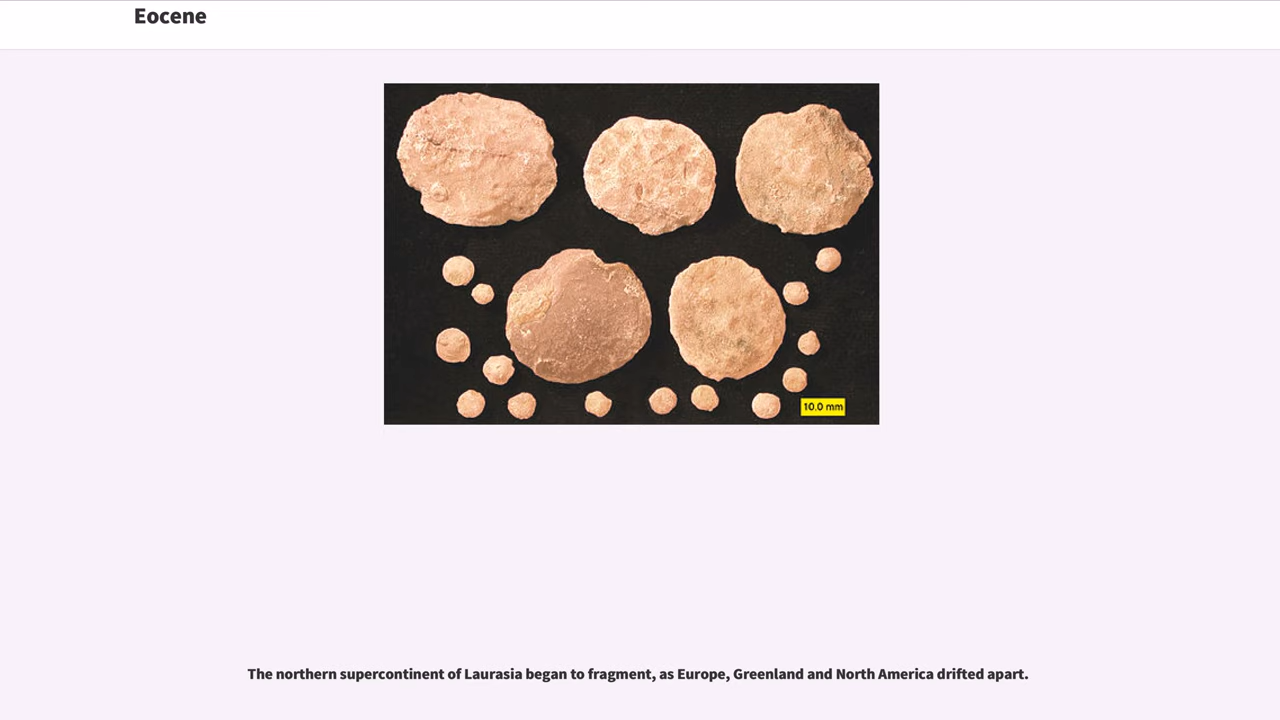 Eocene
10.0 mm
The northern supercontinent of Laurasia began to fragment, as Europe, Greenland and North America drifted apart.